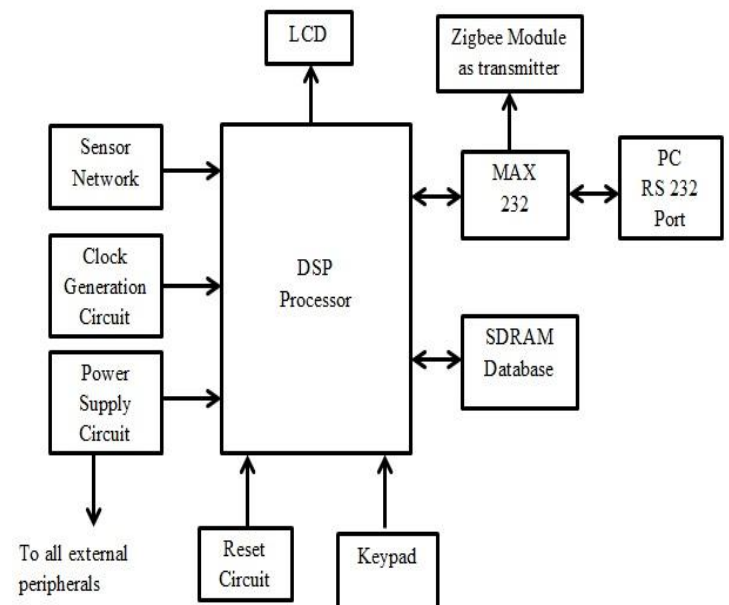 LCD
Zigbee Module
as transmitter
Sensor
Network
MAX
232
PC
RS 232
Port
Clock
Generation
Circuit
DSP
Processor
SDRAM
Database
Power
Supply
Circuit
To all external
peripherals
Reset
Circuit
Keypad